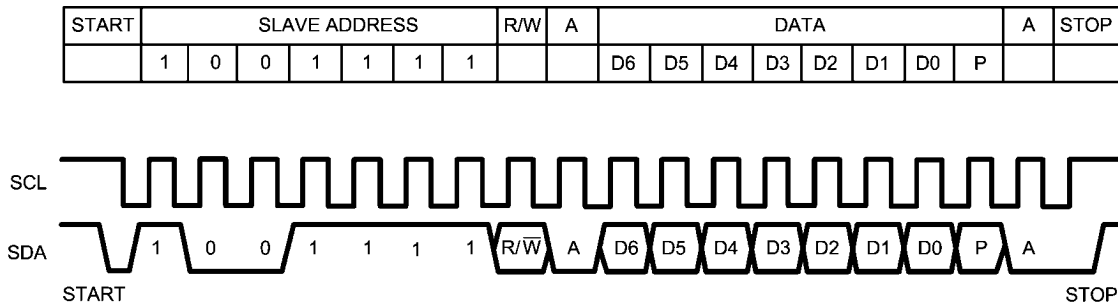 START SLAVE ADDRESS R/W A DATA A STOP
1 0 0 1 1 1 1 D6 D5 D4 D3 D2 D1 D0 P
SCL
SDA 1 0 0 1 1 1 1 R/W̅ A D6 D5 D4 D3 D2 D1 D0 P A
START STOP